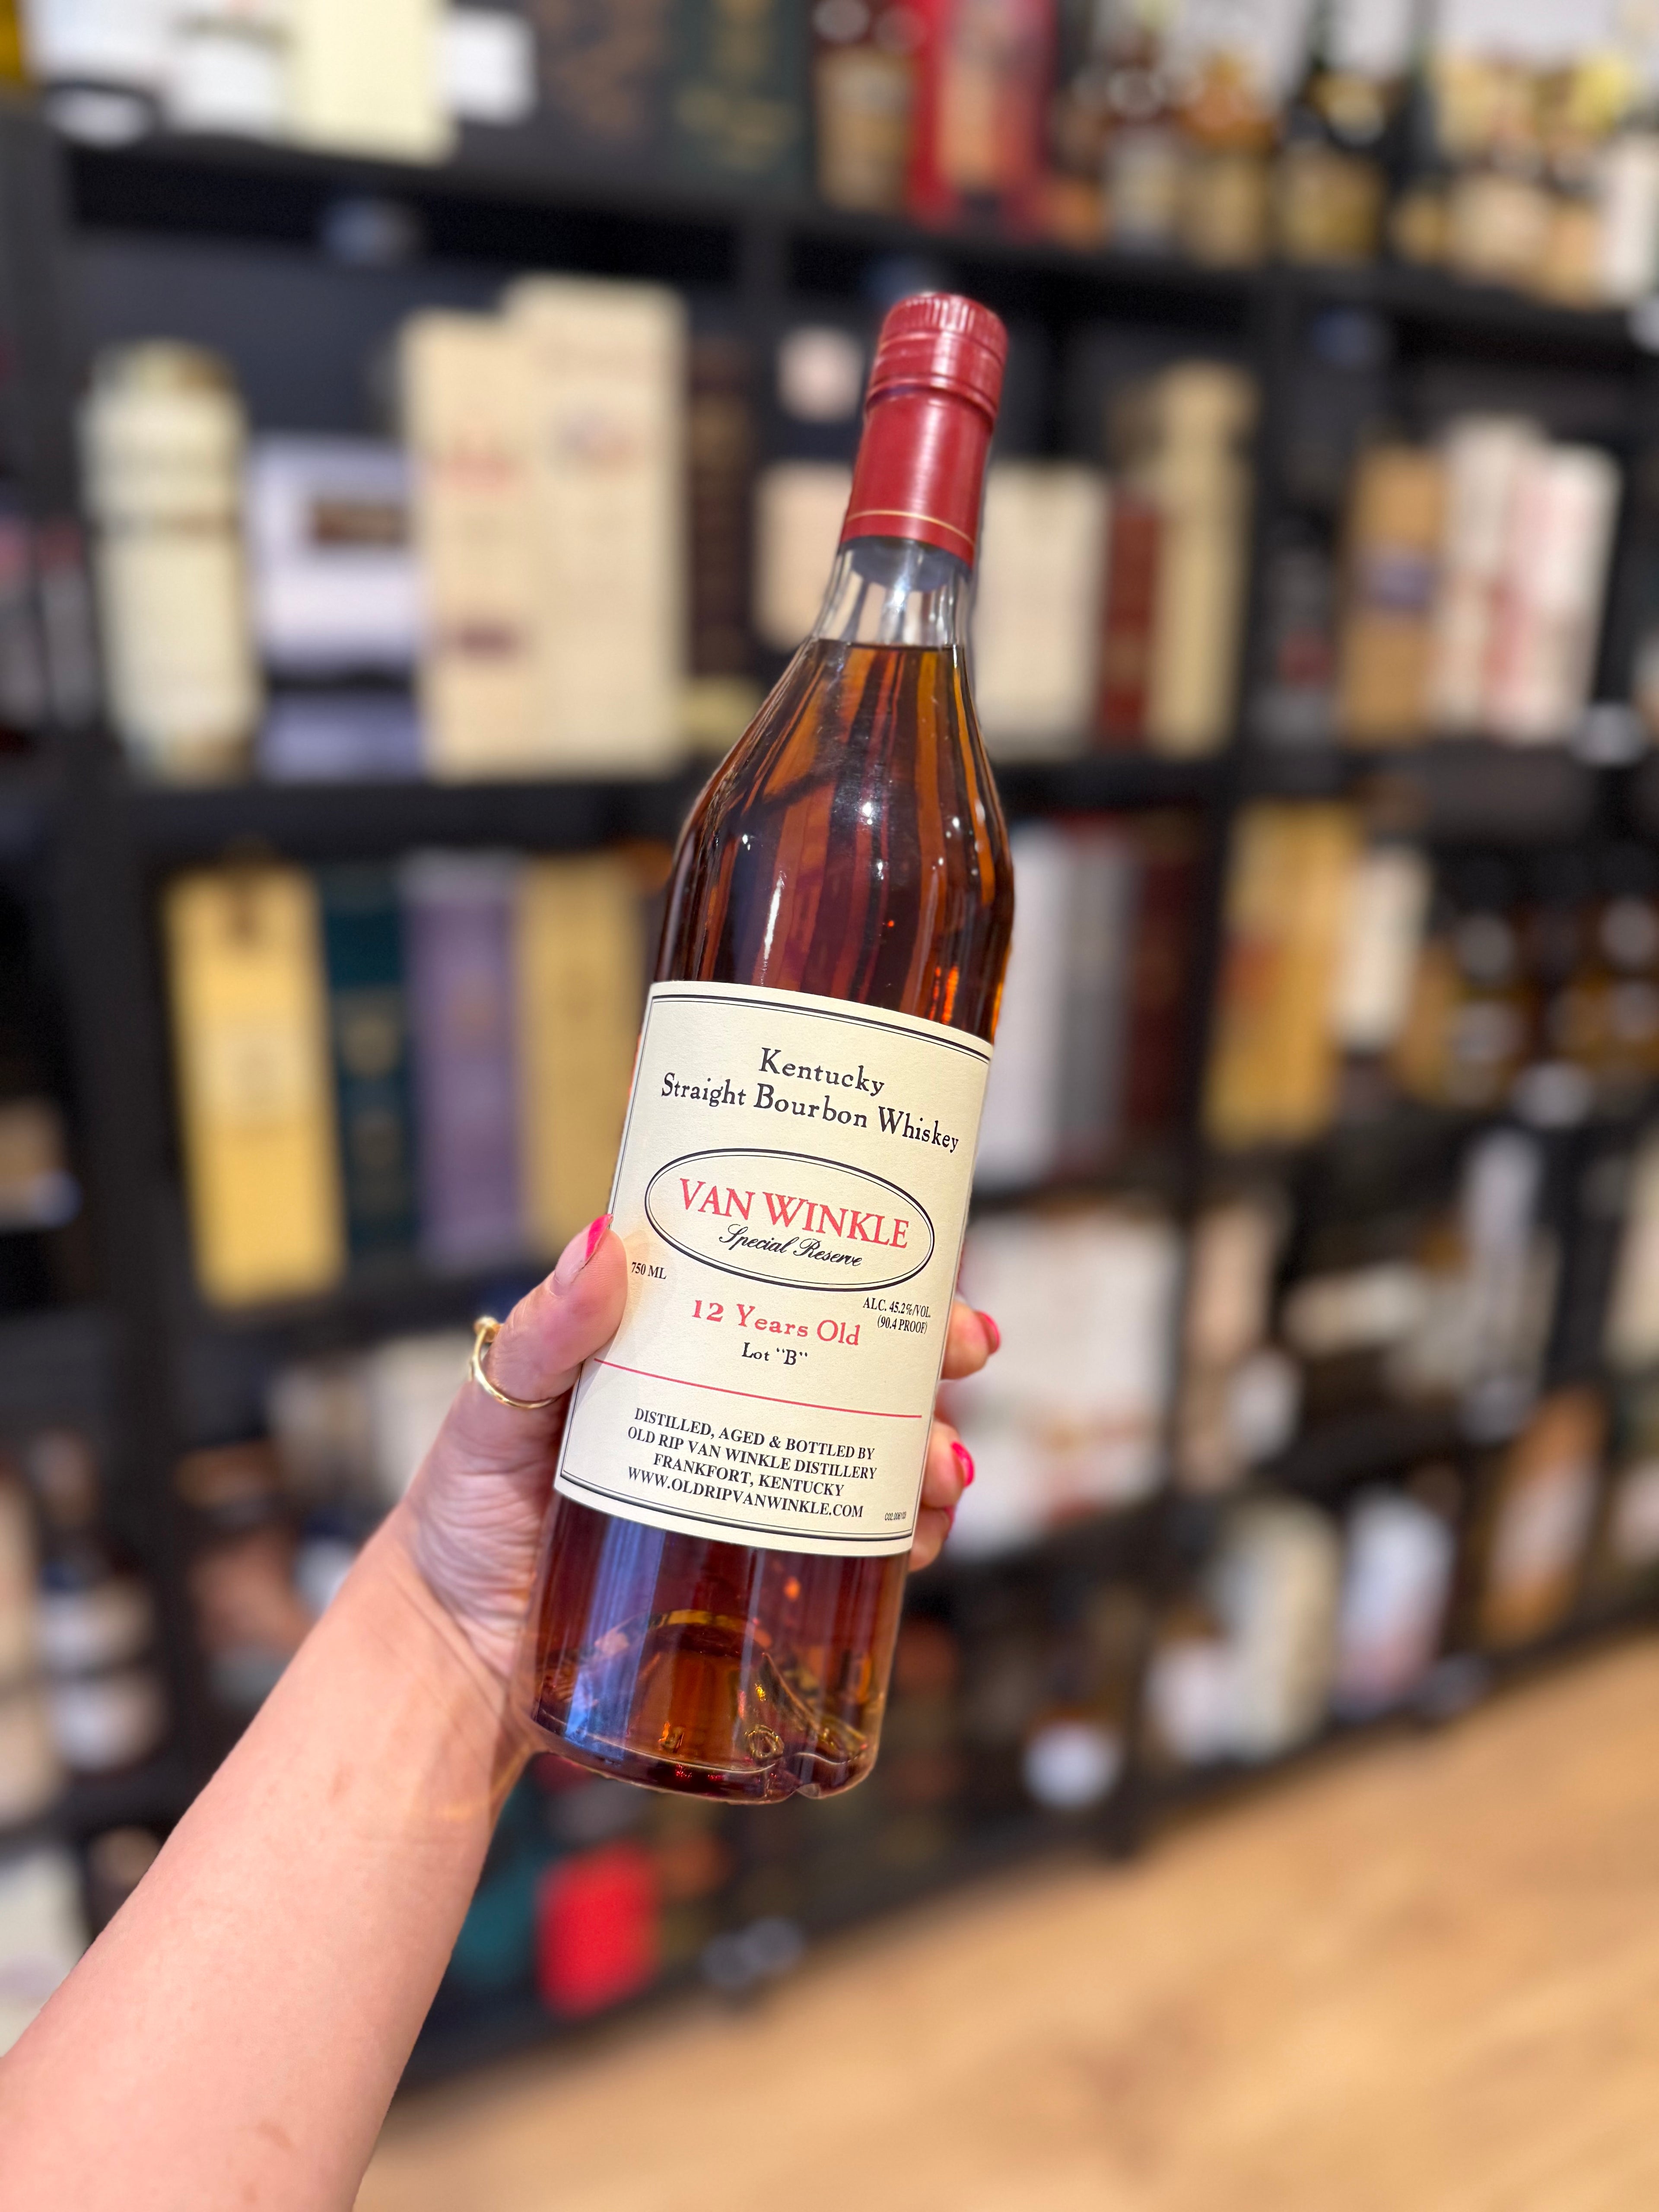 Kentucky
Straight Bourbon Whiskey
VAN WINKLE
Special Reserve
750 ML
ALC. 45.2%/VOL.
(90.4 PROOF)
12 Years Old
Lot "B"
DISTILLED, AGED & BOTTLED BY
OLD RIP VAN WINKLE DISTILLERY
FRANKFORT, KENTUCKY
WWW.OLDRIPVANWINKLE.COM